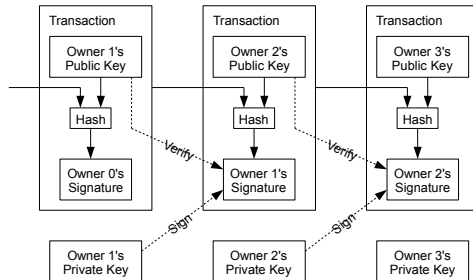 Transaction
Transaction
Transaction
Owner 1's
Public Key
Owner 2's
Public Key
Owner 3's
Public Key
Hash
Hash
Hash
Verify
Verify
Owner 0's
Signature
Owner 1's
Signature
Owner 2's
Signature
Sign
Sign
Owner 1's
Private Key
Owner 2's
Private Key
Owner 3's
Private Key